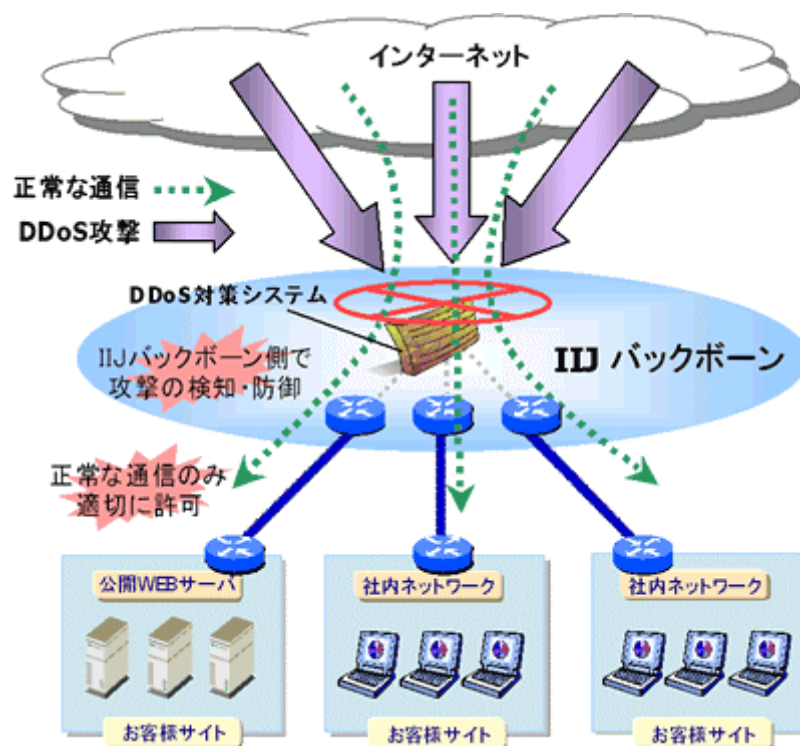 インターネット
正常な通信
DDoS攻撃
DDoS対策システム
IIJバックボーン側で
攻撃の検知・防御
IIJ バックボーン
正常な通信のみ
適切に許可
公開WEBサーバ
社内ネットワーク
社内ネットワーク
お客様サイト
お客様サイト
お客様サイト